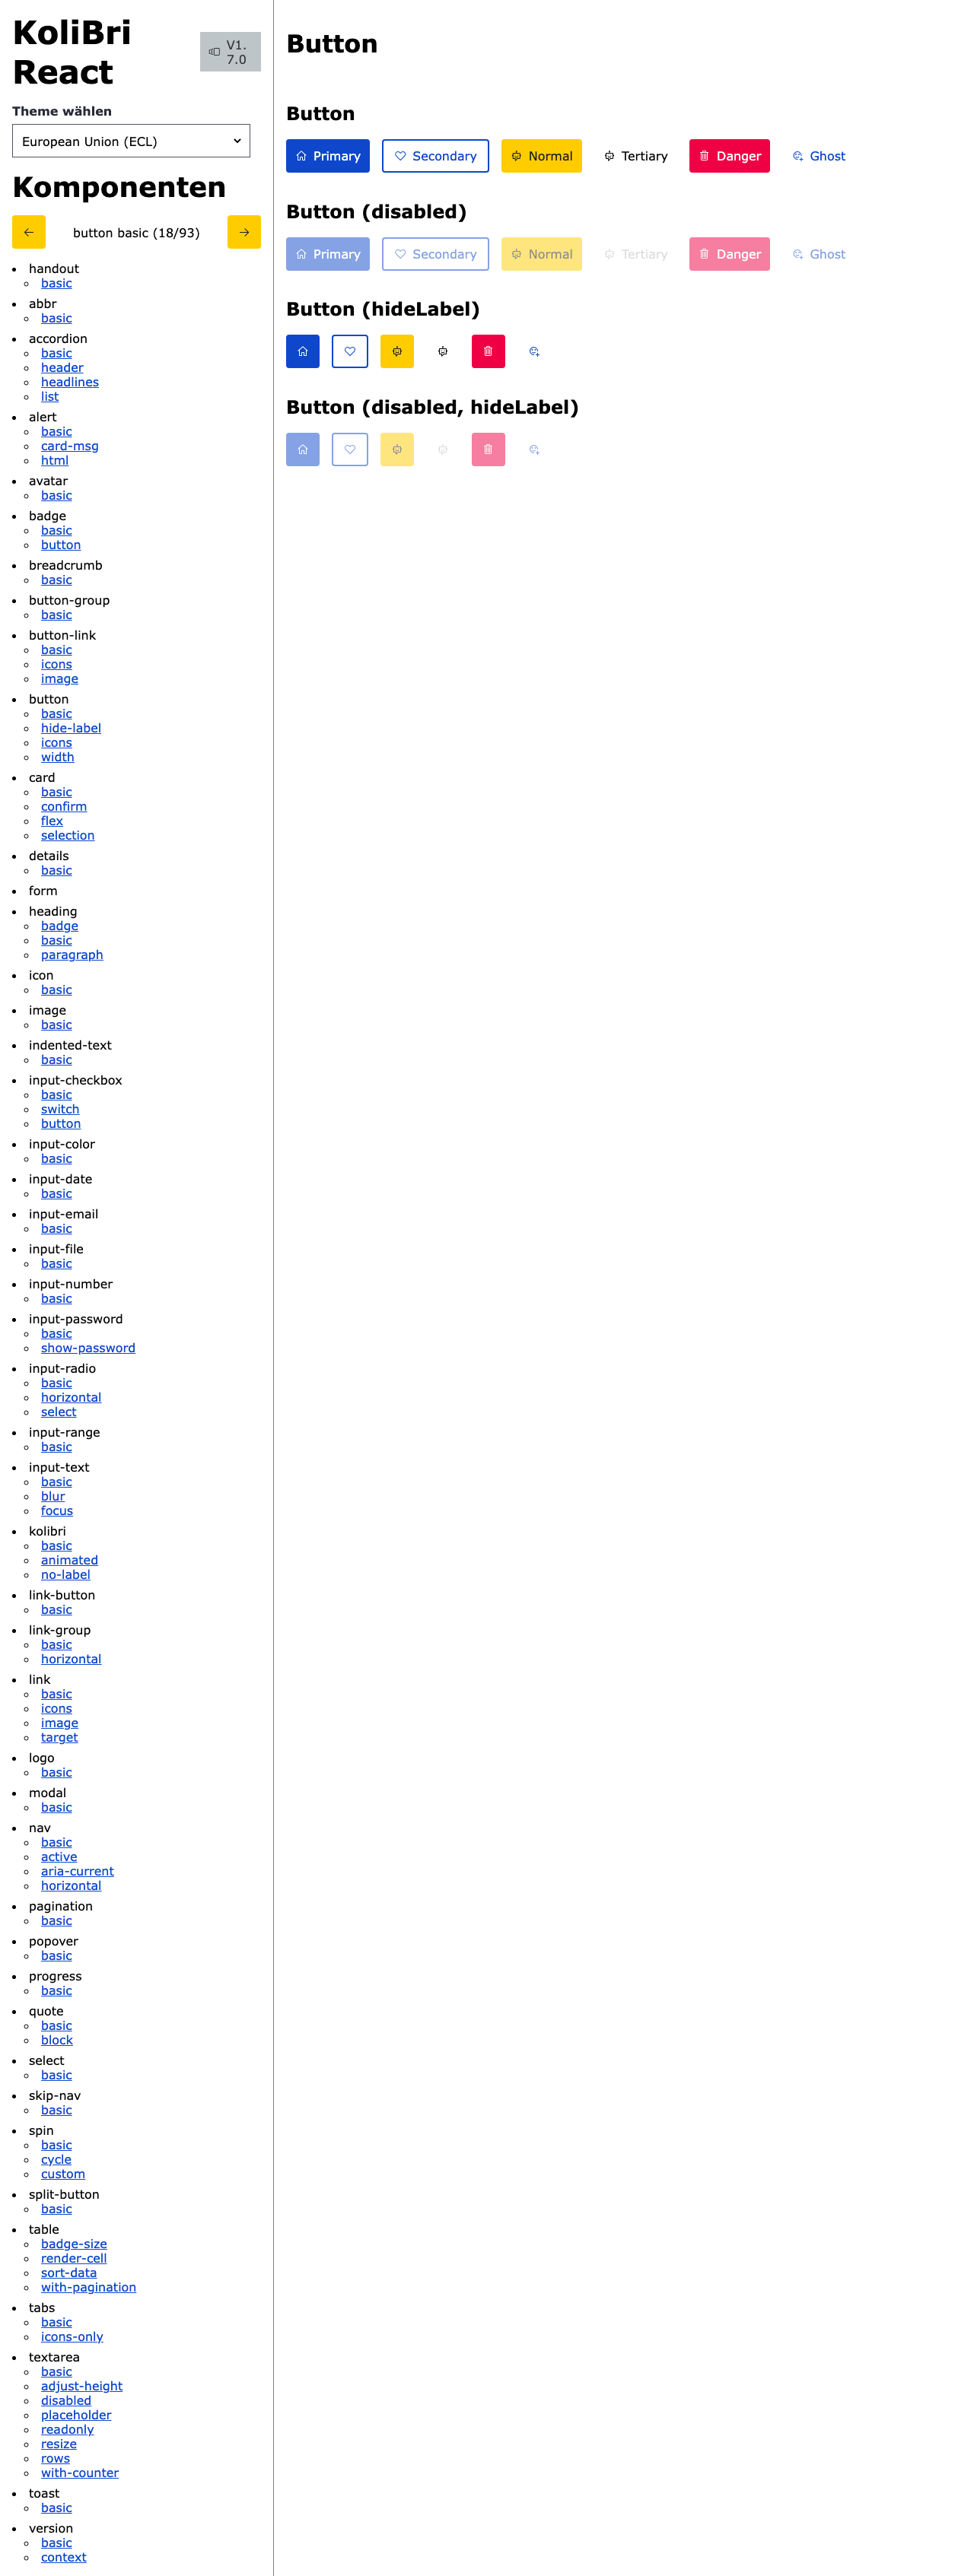 KoliBri
React
V1.
7.0
Theme wählen
European Union (ECL)
Komponenten
button basic (18/93)
handout
basic
abbr
basic
accordion
basic
header
headlines
list
alert
basic
card-msg
html
avatar
basic
badge
basic
button
breadcrumb
basic
button-group
basic
button-link
basic
icons
image
button
basic
hide-label
icons
width
card
basic
confirm
flex
selection
details
basic
form
heading
badge
basic
paragraph
icon
basic
image
basic
indented-text
basic
input-checkbox
basic
switch
button
input-color
basic
input-date
basic
input-email
basic
input-file
basic
input-number
basic
input-password
basic
show-password
input-radio
basic
horizontal
select
input-range
basic
input-text
basic
blur
focus
kolibri
basic
animated
no-label
link-button
basic
link-group
basic
horizontal
link
basic
icons
image
target
logo
basic
modal
basic
nav
basic
active
aria-current
horizontal
pagination
basic
popover
basic
progress
basic
quote
basic
block
select
basic
skip-nav
basic
spin
basic
cycle
custom
split-button
basic
table
badge-size
render-cell
sort-data
with-pagination
tabs
basic
icons-only
textarea
basic
adjust-height
disabled
placeholder
readonly
resize
rows
with-counter
toast
basic
version
basic
context
Button
Button
Primary Secondary Normal Tertiary Danger Ghost
Button (disabled)
Primary Secondary Normal Tertiary Danger Ghost
Button (hideLabel)
Button (disabled, hideLabel)